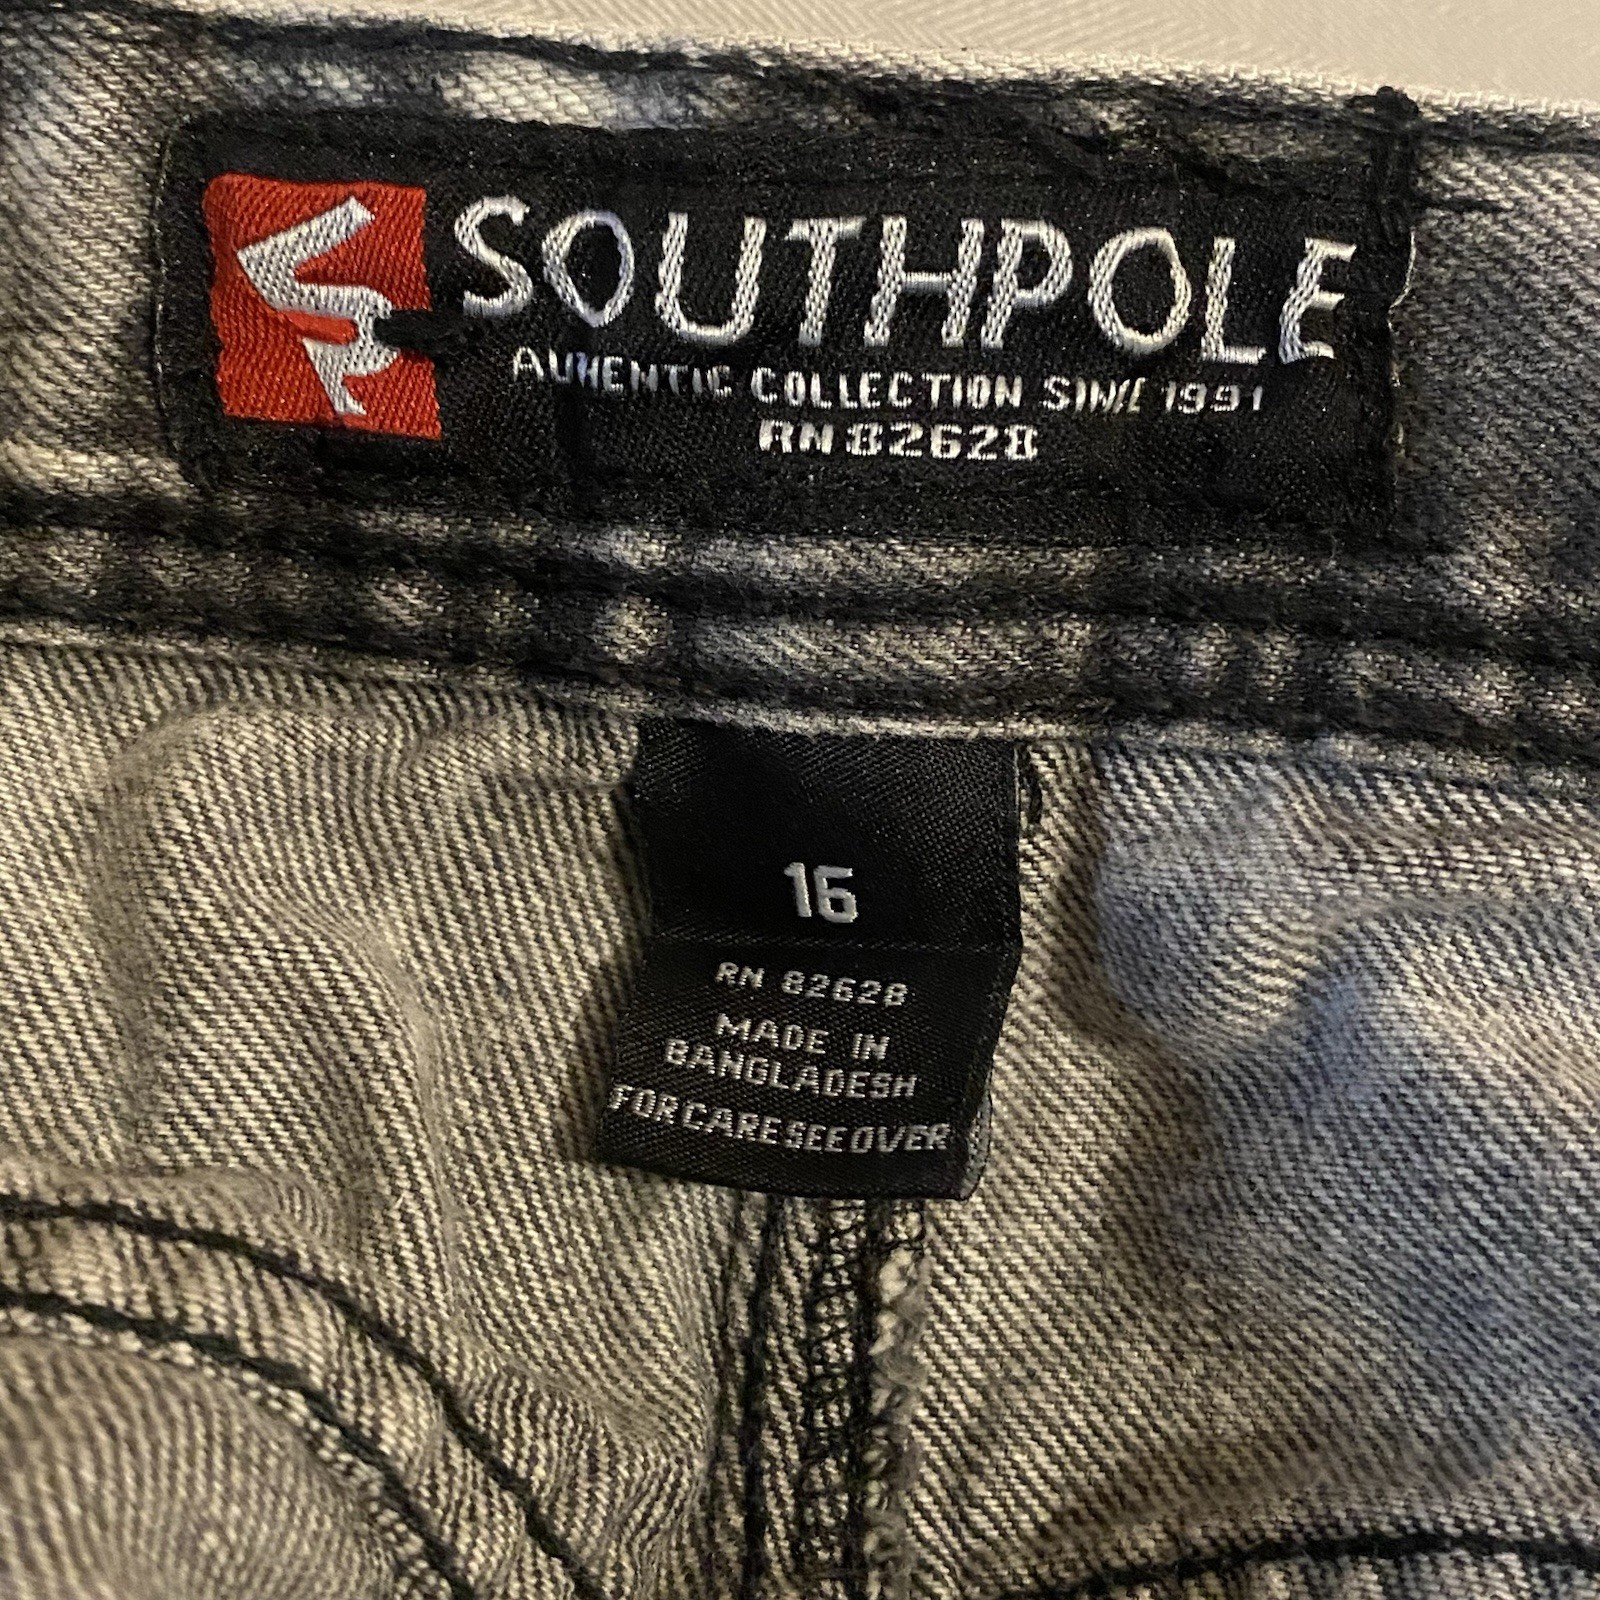 SOUTHPOLE
AUTHENTIC COLLECTION SINCE 1991
RN 82628
16
RN 82628
MADE IN
BANGLADESH
FOR CARE SEE OVER